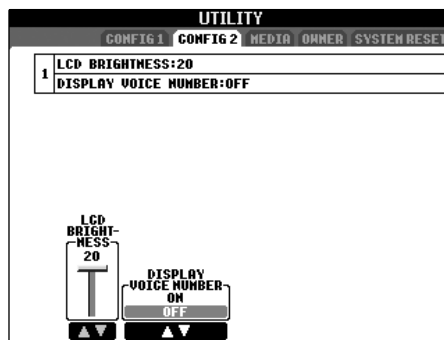 UTILITY
CONFIG 1 CONFIG 2 MEDIA OWNER SYSTEM RESET
1 LCD BRIGHTNESS:20
DISPLAY VOICE NUMBER:OFF
LCD
BRIGHT-
NESS
20
DISPLAY
VOICE NUMBER
ON
OFF